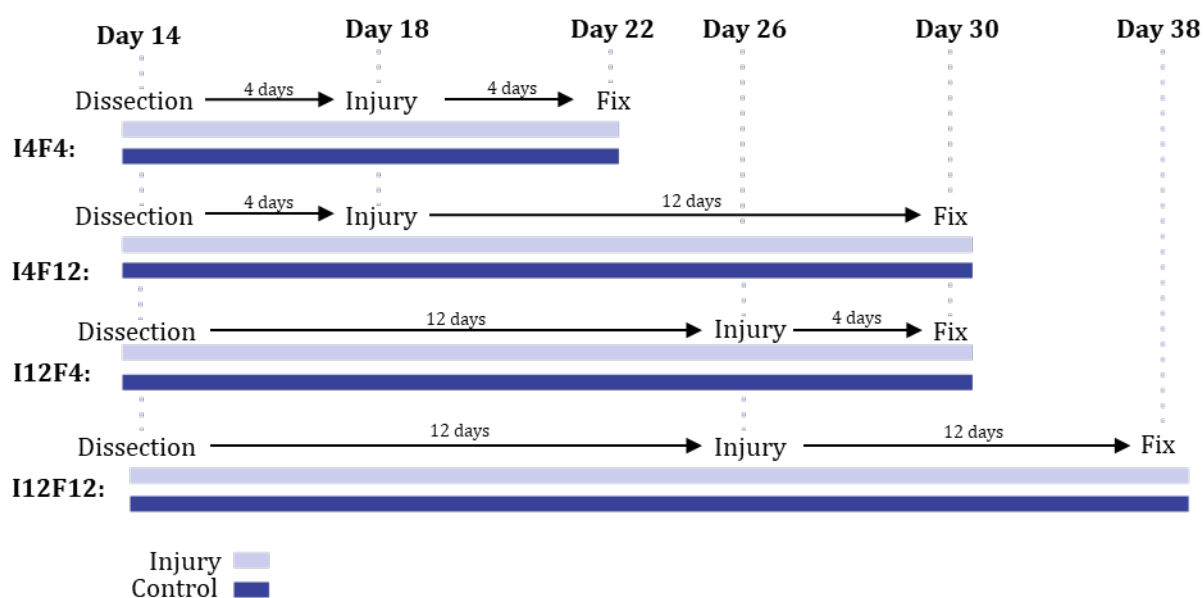 Day 14 Day 18 Day 22 Day 26 Day 30 Day 38
Dissection 4 days Injury 4 days Fix
I4F4:
Dissection 4 days Injury 12 days Fix
I4F12:
Dissection 12 days Injury 4 days Fix
I12F4:
Dissection 12 days Injury 12 days Fix
I12F12:
Injury
Control